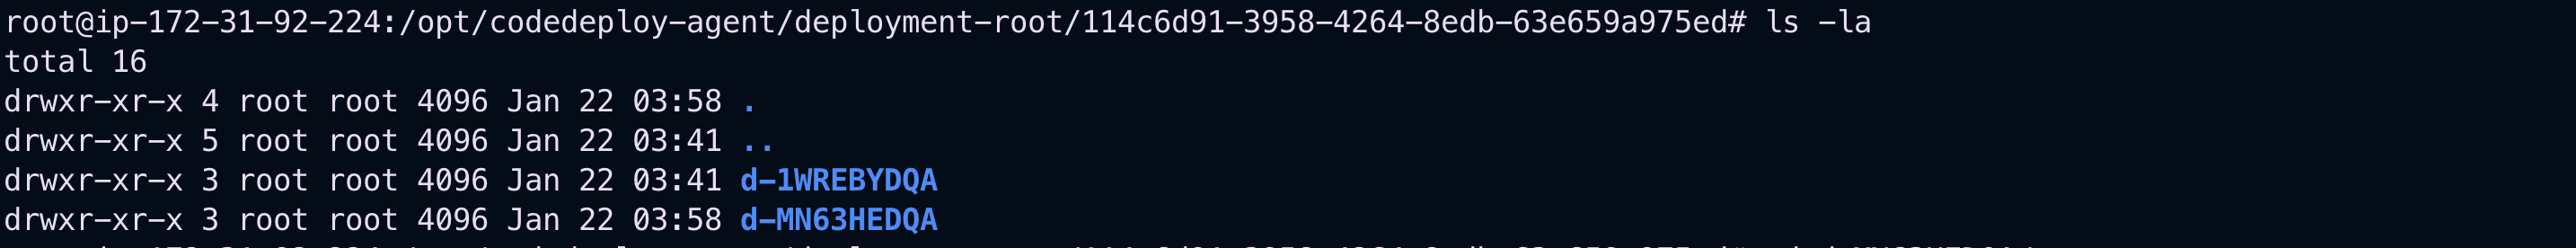 root@ip-172-31-92-224:/opt/codedeploy-agent/deployment-root/114c6d91-3958-4264-8edb-63e659a975ed# ls -la
total 16
drwxr-xr-x 4 root root 4096 Jan 22 03:58 .
drwxr-xr-x 5 root root 4096 Jan 22 03:41 ..
drwxr-xr-x 3 root root 4096 Jan 22 03:41 d-1WREBYDQA
drwxr-xr-x 3 root root 4096 Jan 22 03:58 d-MN63HEDQA